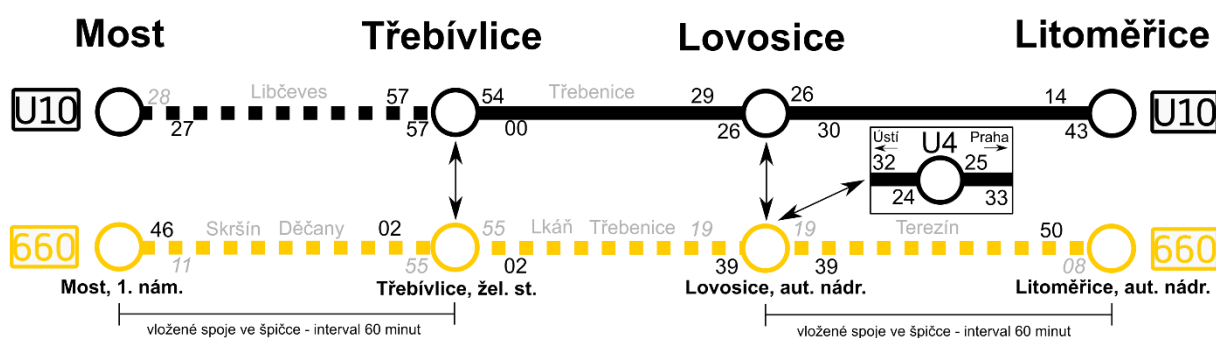 Most Třebívlice Lovosice Litoměřice
28 Libčeves 57 54 Třebenice 29 26 14
U10 U10
27 57 00 26 30 43
Ústí U4 Praha
32 25
24 33
46 Skršín Děčany 02 55 Lkáň Třebenice 19 19 Terezín 50
660 660
11 55 02 39 39 08
Most, 1. nám. Třebívlice, žel. st. Lovosice, aut. nádr. Litoměřice, aut. nádr.
vložené spoje ve špičce - interval 60 minut vložené spoje ve špičce - interval 60 minut